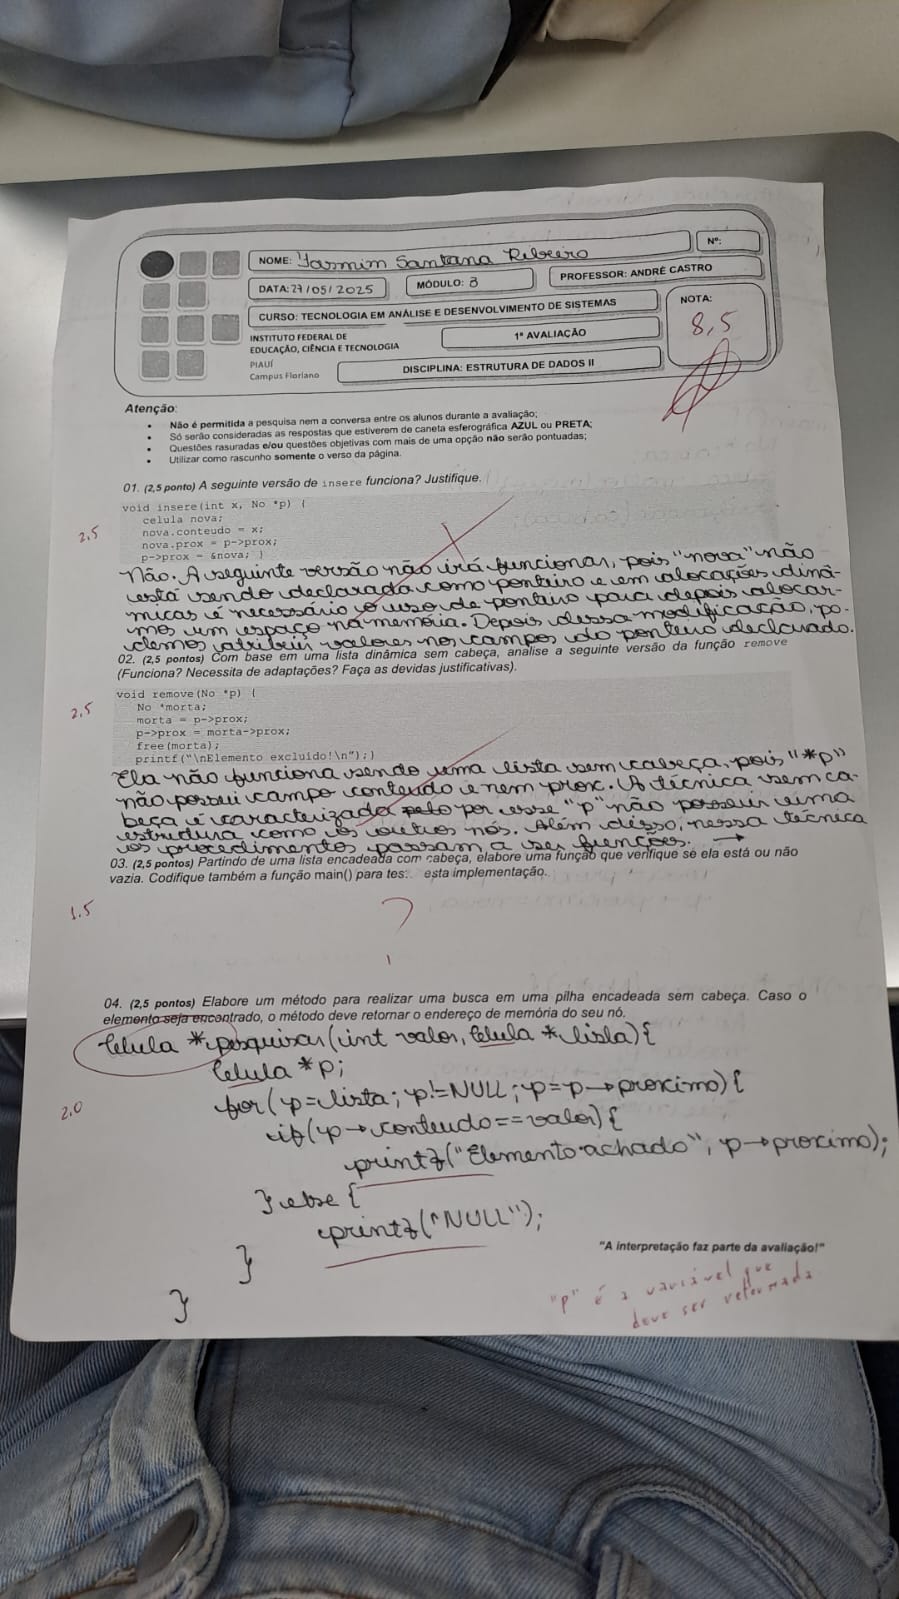 NOME: Yasmim Santana Ribeiro
Nº:
DATA: 27/05/2025
MÓDULO: 3
PROFESSOR: ANDRÉ CASTRO
CURSO: TECNOLOGIA EM ANÁLISE E DESENVOLVIMENTO DE SISTEMAS
NOTA:
8,5
INSTITUTO FEDERAL DE
EDUCAÇÃO, CIÊNCIA E TECNOLOGIA
PIAUÍ
Campus Floriano
1ª AVALIAÇÃO
DISCIPLINA: ESTRUTURA DE DADOS II
Atenção:
• Não é permitida a pesquisa nem a conversa entre os alunos durante a avaliação;
• Só serão consideradas as respostas que estiverem de caneta esferográfica AZUL ou PRETA;
• Questões rasuradas e/ou questões objetivas com mais de uma opção não serão pontuadas;
• Utilizar como rascunho somente o verso da página.
01. (2,5 ponto) A seguinte versão de insere funciona? Justifique.
void insere(int x, No *p) {
2,5
celula nova;
nova.conteudo = x;
nova.prox = p->prox;
p->prox = &nova; }
Não. A seguinte versão não irá funcionar, pois "nova" não
está sendo declarada como ponteiro e em alocações dinâ-
micas é necessário o uso de ponteiro para depois alocar-
mos um espaço na memória. Depois dessa modificação, po-
demos atribuir valores nos campos do ponteiro declarado.
02. (2,5 pontos) Com base em uma lista dinâmica sem cabeça, analise a seguinte versão da função remove
(Funciona? Necessita de adaptações? Faça as devidas justificativas).
void remove(No *p) {
2,5
No *morta;
morta = p->prox;
p->prox = morta->prox;
free(morta);
printf("\nElemento excluido!\n");}
Ela não funciona sendo uma lista sem cabeça, pois "*p"
não possui campo conteudo e nem prox. A técnica sem ca-
beça é caracterizada por esse "p" não possuir uma
estrutura como os outros nós. Além disso, nessa técnica
os procedimentos passam a ser funções. →
03. (2,5 pontos) Partindo de uma lista encadeada com cabeça, elabore uma função que verifique se ela está ou não
vazia. Codifique também a função main() para tes: esta implementação.
1.5
?
04. (2,5 pontos) Elabore um método para realizar uma busca em uma pilha encadeada sem cabeça. Caso o
elemento seja encontrado, o método deve retornar o endereço de memória do seu nó.
Celula *pesquisar(int valor, Celula *lista){
Celula *p;
for(p=lista; p!=NULL; p=p->proximo){
2.0
if(p->conteudo==valor){
printf("Elemento achado", p->proximo);
}else{
printf("NULL");
}
}
"A interpretação faz parte da avaliação!"
"p" é a variável que
deve ser retornada